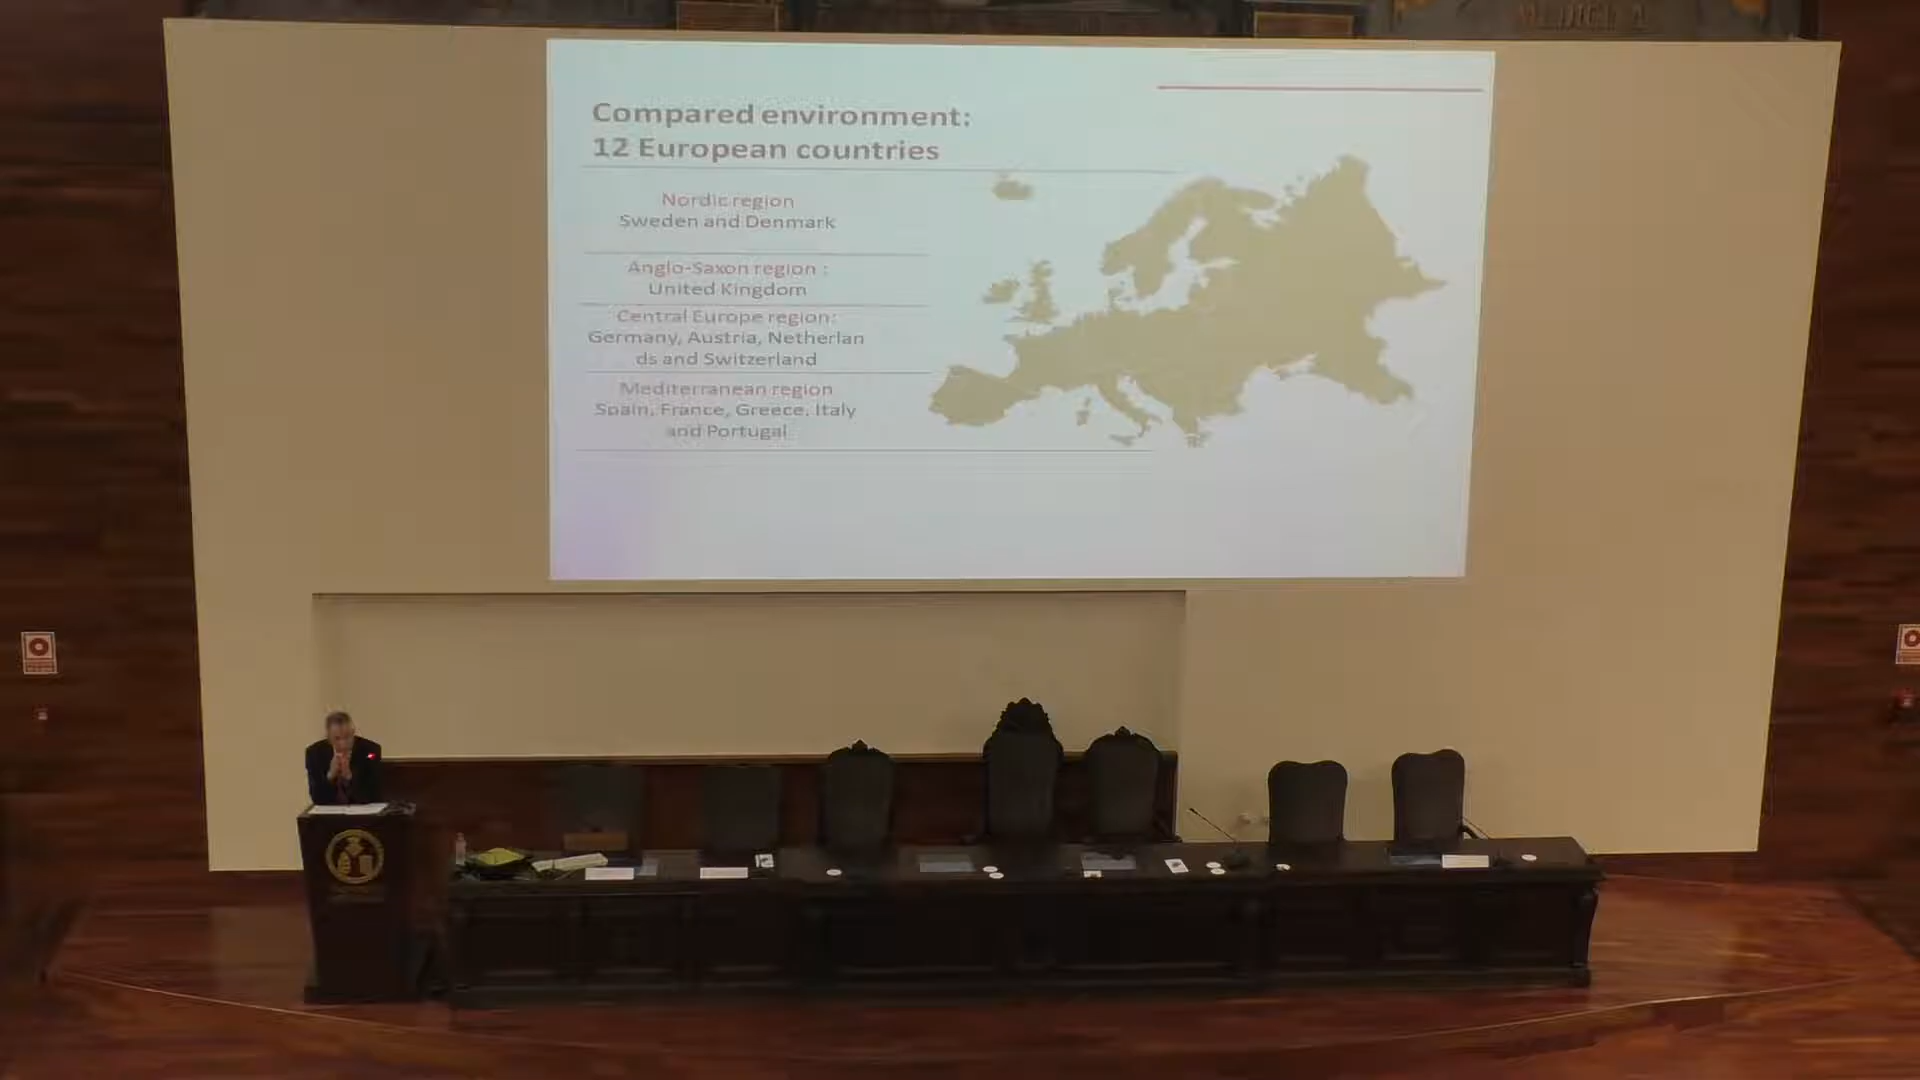 Compared environment:
12 European countries
Nordic region
Sweden and Denmark
Anglo-Saxon region :
United Kingdom
Central Europe region:
Germany, Austria, Netherlan
ds and Switzerland
Mediterranean region
Spain, France, Greece, Italy
and Portugal